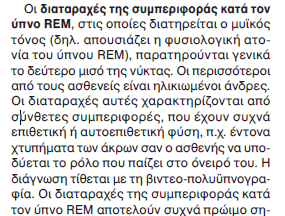 Οι διαταραχές της συμπεριφοράς κατά τον
ύπνο REM, στις οποίες διατηρείται ο μυϊκός
τόνος (δηλ. απουσιάζει η φυσιολογική ατο-
νία του ύπνου REM), παρατηρούνται γενικά
το δεύτερο μισό της νύκτας. Οι περισσότεροι
από τους ασθενείς είναι ηλικιωμένοι άνδρες.
Οι διαταραχές αυτές χαρακτηρίζονται από
σύνθετες συμπεριφορές, που έχουν συχνά
επιθετική ή αυτοεπιθετική φύση, π.χ. έντονα
χτυπήματα των άκρων σαν ο ασθενής να υπο-
δύεται το ρόλο που παίζει στο όνειρό του. Η
διάγνωση τίθεται με τη βιντεο-πολυϋπνογρα-
φία. Οι διαταραχές της συμπεριφοράς κατά
τον ύπνο REM αποτελούν συχνά πρώιμο ση-